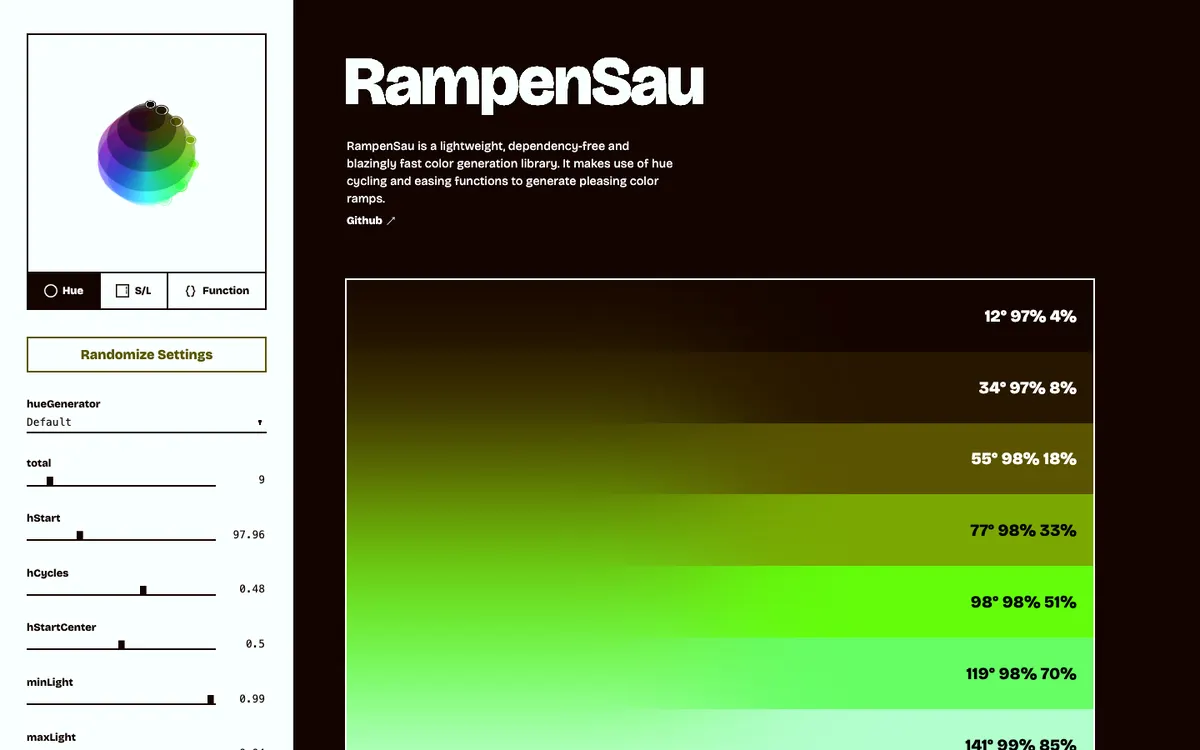 Hue
S/L
Function
Randomize Settings
hueGenerator
Default
total
9
hStart
97.96
hCycles
0.48
hStartCenter
0.5
minLight
0.99
maxLight
RampenSau
RampenSau is a lightweight, dependency-free and
blazingly fast color generation library. It makes use of hue
cycling and easing functions to generate pleasing color
ramps.
Github ↗
12° 97% 4%
34° 97% 8%
55° 98% 18%
77° 98% 33%
98° 98% 51%
119° 98% 70%
141° 99% 85%